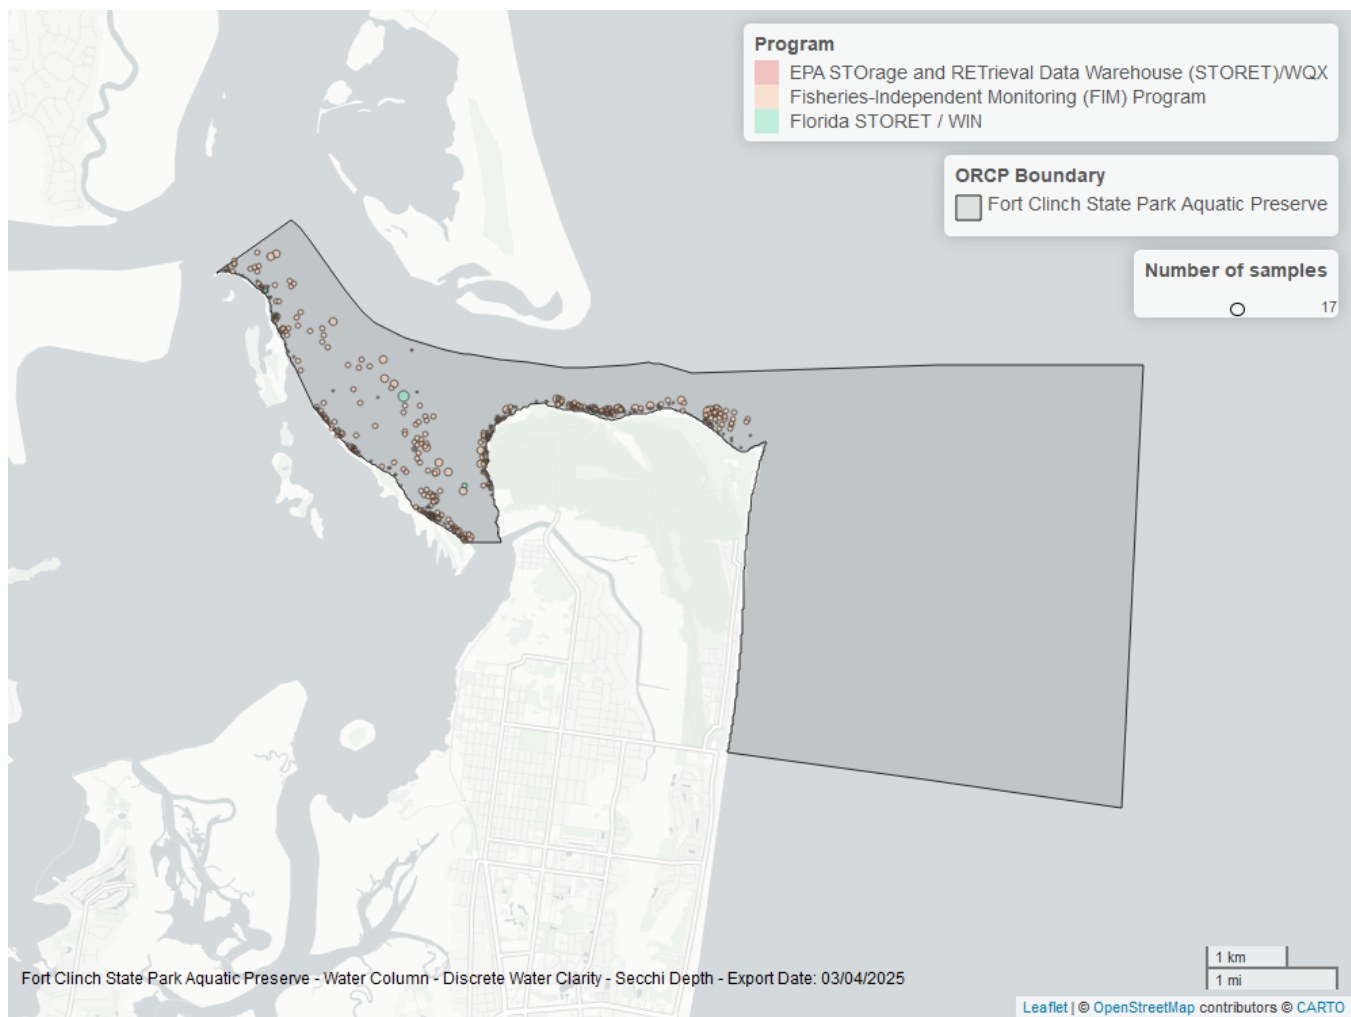 Program
EPA STOrage and RETrieval Data Warehouse (STORET)/WQX
Fisheries-Independent Monitoring (FIM) Program
Florida STORET / WIN
ORCP Boundary
Fort Clinch State Park Aquatic Preserve
Number of samples
17
1 km
1 mi
Fort Clinch State Park Aquatic Preserve - Water Column - Discrete Water Clarity - Secchi Depth - Export Date: 03/04/2025
Leaflet | © OpenStreetMap contributors © CARTO